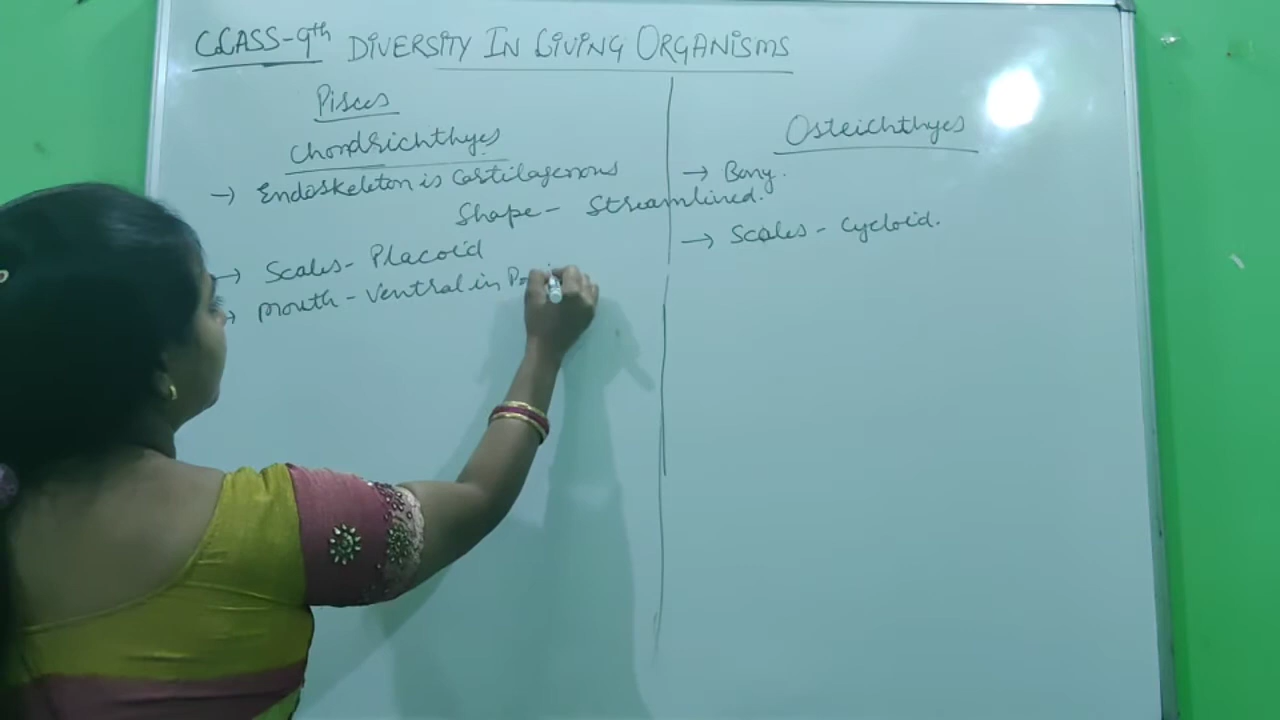 CLASS-9th DIVERSITY IN LIVING ORGANISMS
Pisces
Chondrichthyes
→ Endoskeleton is Cartilagenous
Shape - Streamlined.
→ Scales - Placoid
→ Mouth - Ventral in
Osteichthyes
→ Bony.
→ Scales - Cycloid.